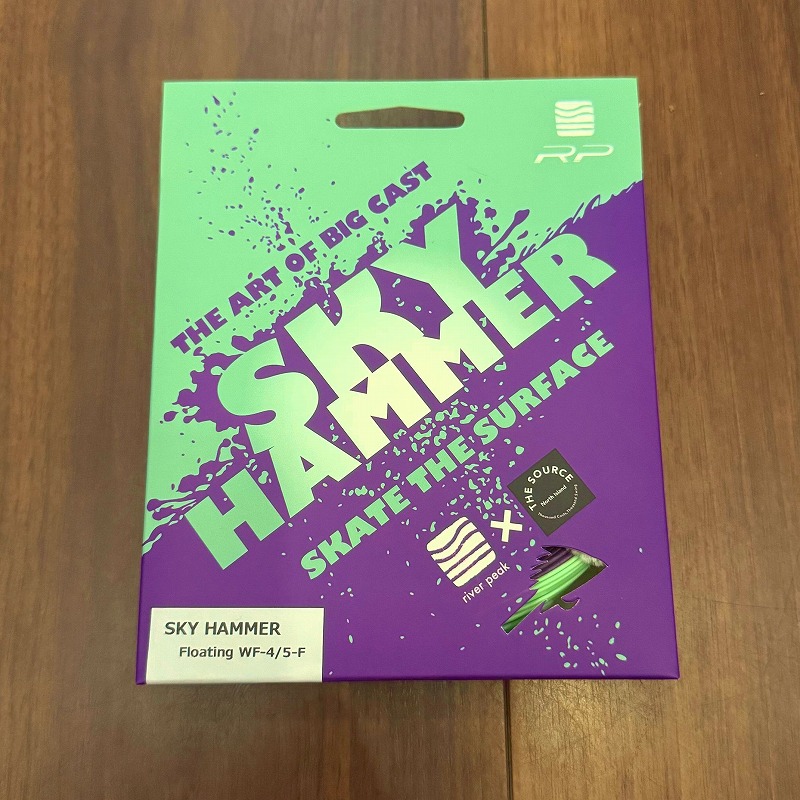 RP
THE ART OF BIG CAST
SKY
HAMMER
SKATE THE SURFACE
THE SOURCE
North Island
×
river peak
SKY HAMMER
Floating WF-4/5-F